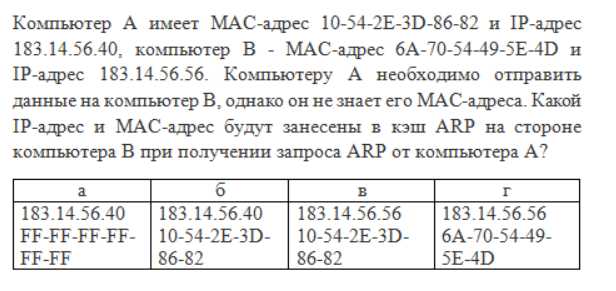 Компьютер А имеет MAC-адрес 10-54-2E-3D-86-82 и IP-адрес
183.14.56.40, компьютер В - MAC-адрес 6A-70-54-49-5E-4D и
IP-адрес 183.14.56.56. Компьютеру А необходимо отправить
данные на компьютер В, однако он не знает его MAC-адреса. Какой
IP-адрес и MAC-адрес будут занесены в кэш ARP на стороне
компьютера В при получении запроса ARP от компьютера А?
а б в г
183.14.56.40 183.14.56.40 183.14.56.56 183.14.56.56
FF-FF-FF-FF- 10-54-2E-3D- 10-54-2E-3D- 6A-70-54-49-
FF-FF 86-82 86-82 5E-4D